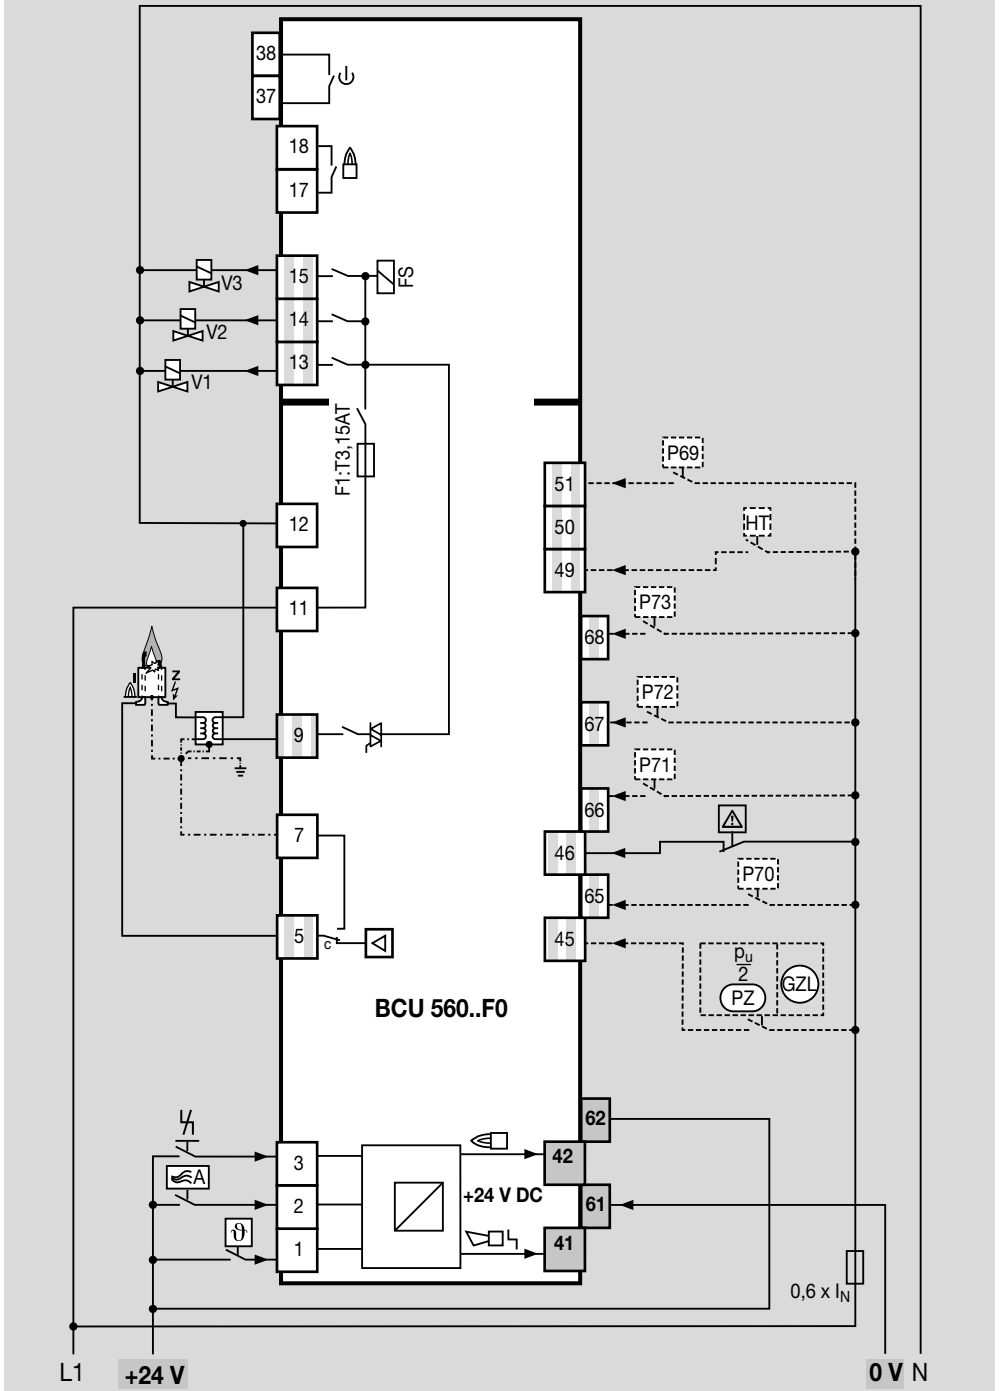 38
37
18
17
15
V3
FS
14
V2
13
V1
F1:T3,15AT
P69
51
12
50
HT
49
11
P73
68
Z
I
P72
67
9
P71
66
7
46
P70
65
5
c
45
pu
2
PZ
GZL
BCU 560..F0
62
3
42
A
+24 V DC
2
61
ϑ
1
41
0,6 x IN
L1
+24 V
0 V
N